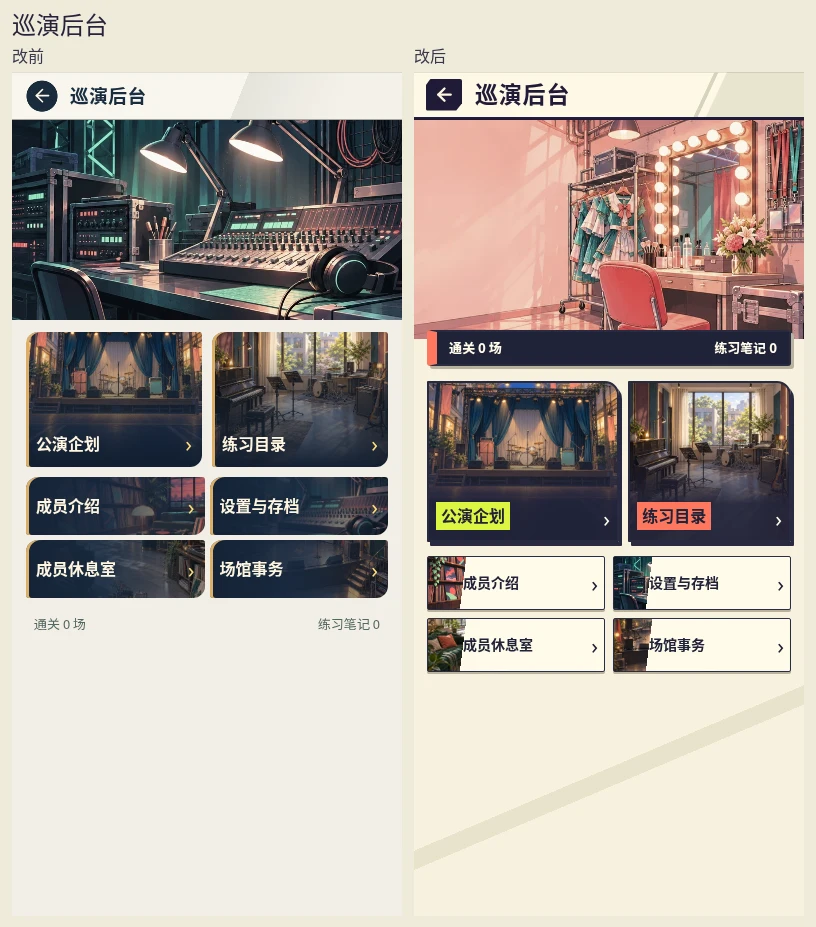 巡演后台
改前
改后
巡演后台
公演企划
练习目录
成员介绍
设置与存档
成员休息室
场馆事务
通关 0 场
练习笔记 0
巡演后台
通关 0 场
练习笔记 0
公演企划
练习目录
成员介绍
设置与存档
成员休息室
场馆事务